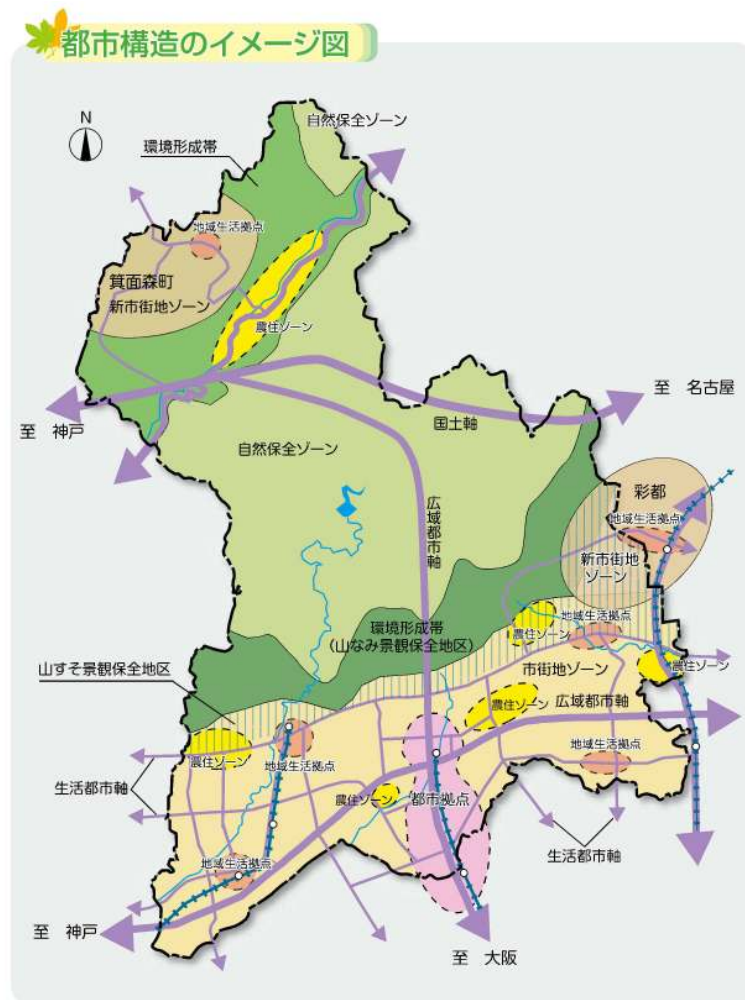 都市構造のイメージ図
N
自然保全ゾーン
環境形成帯
地域生活拠点
箕面森町
新市街地ゾーン
農住ゾーン
至 名古屋
国土軸
至 神戸
自然保全ゾーン
広域都市軸
彩都
地域生活拠点
新市街地
ゾーン
地域生活拠点
環境形成帯
(山なみ景観保全地区)
農住ゾーン
山すそ景観保全地区
市街地ゾーン
農住ゾーン
農住ゾーン
広域都市軸
農住ゾーン
地域生活拠点
地域生活拠点
生活都市軸
農住ゾーン
都市拠点
地域生活拠点
生活都市軸
至 神戸
至 大阪